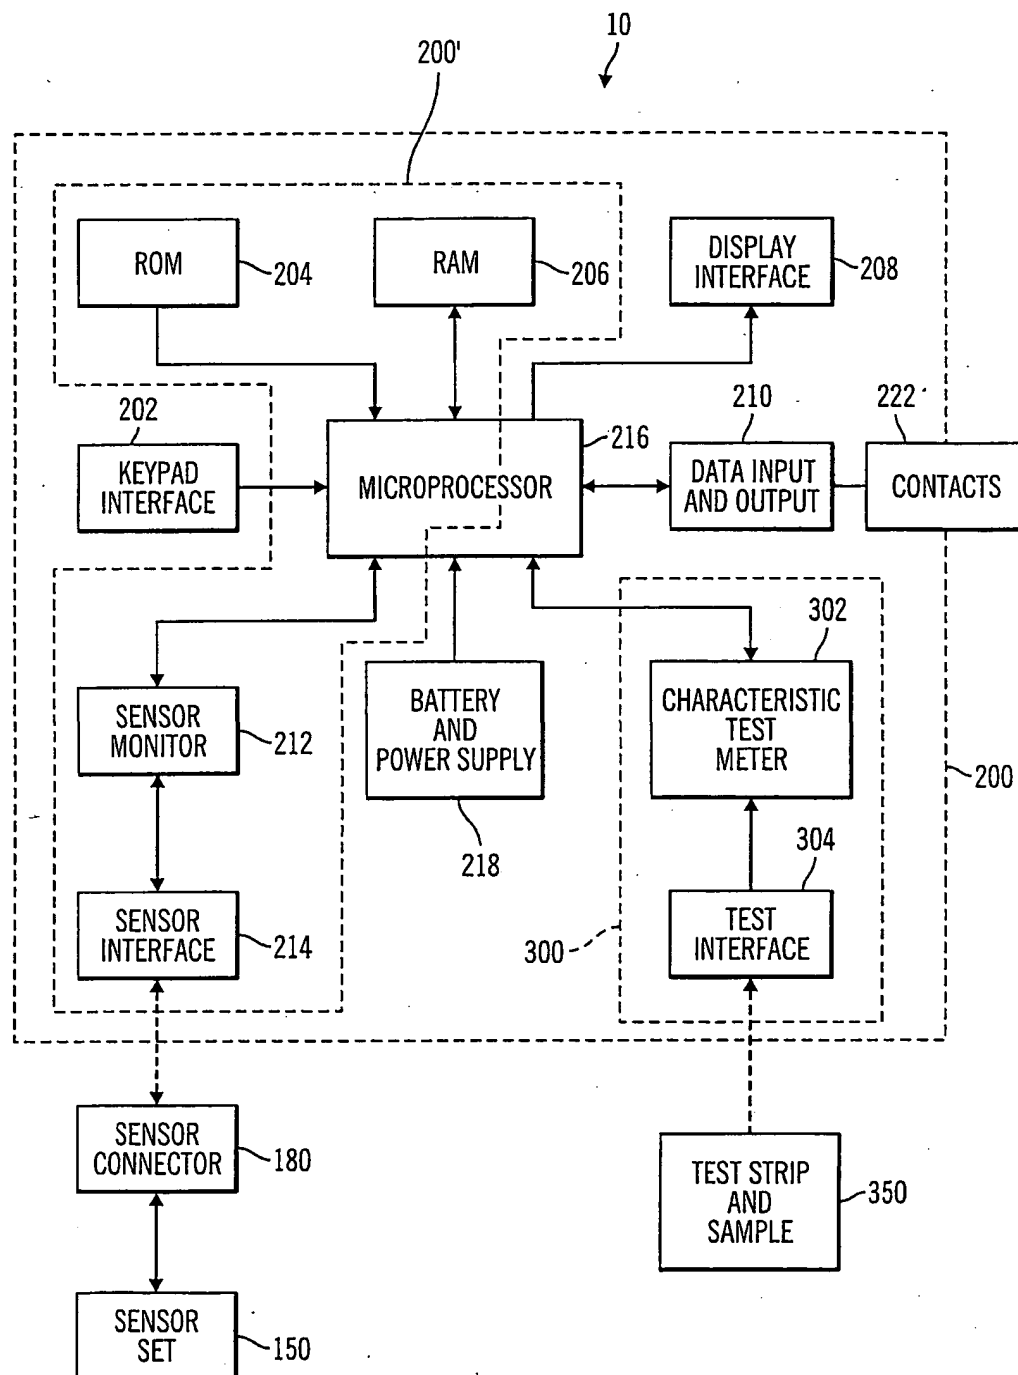 10
200'
ROM
204
RAM
206
DISPLAY
INTERFACE
208
202
KEYPAD
INTERFACE
MICROPROCESSOR
216
210
DATA INPUT
AND OUTPUT
222
CONTACTS
SENSOR
MONITOR
212
BATTERY
AND
POWER SUPPLY
218
302
CHARACTERISTIC
TEST
METER
200
304
SENSOR
INTERFACE
214
300
TEST
INTERFACE
SENSOR
CONNECTOR
180
TEST STRIP
AND
SAMPLE
350
SENSOR
SET
150